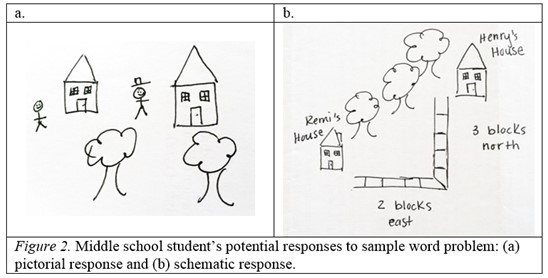 a.
b.
Henry's
House
Remi's
House
3 blocks
north
2 blocks
east
Figure 2. Middle school student's potential responses to sample word problem: (a)
pictorial response and (b) schematic response.